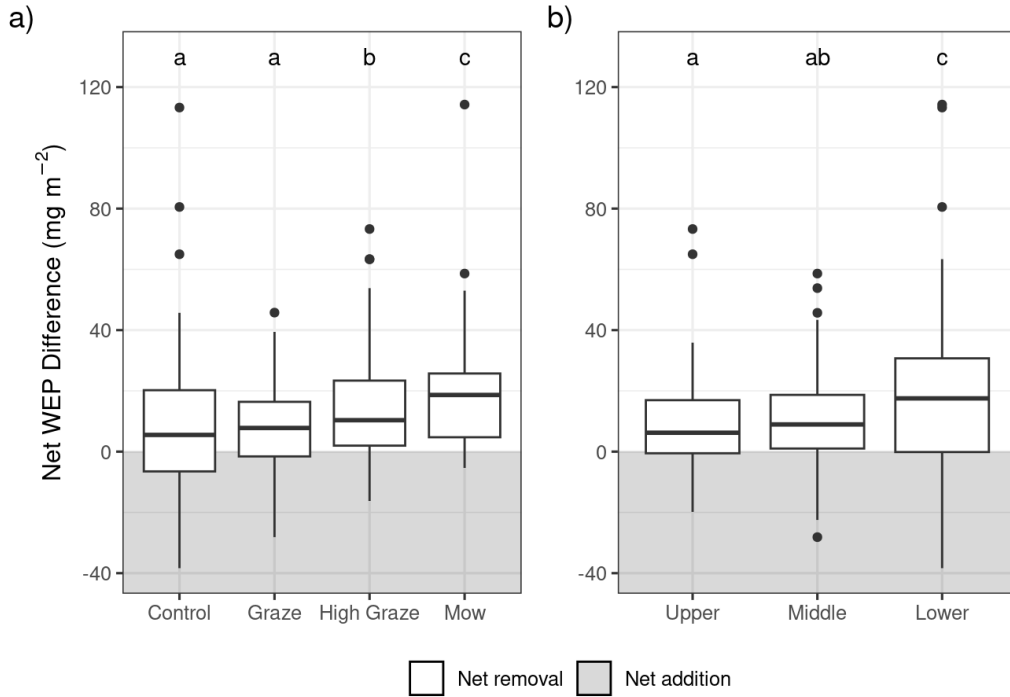 a)
Net WEP Difference (mg m⁻²)
120
80
40
0
-40
a a b c
Control Graze High Graze Mow
b)
120
80
40
0
-40
a ab c
Upper Middle Lower
Net removal Net addition